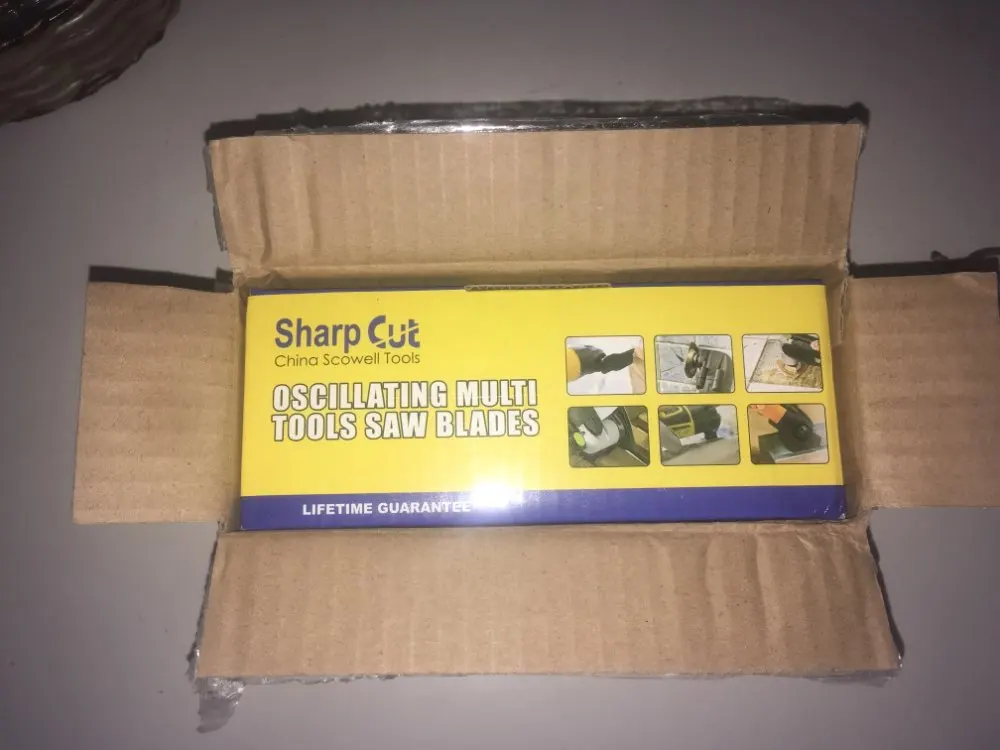 Sharp Cut
China Scowell Tools
OSCILLATING MULTI
TOOLS SAW BLADES
LIFETIME GUARANTEE